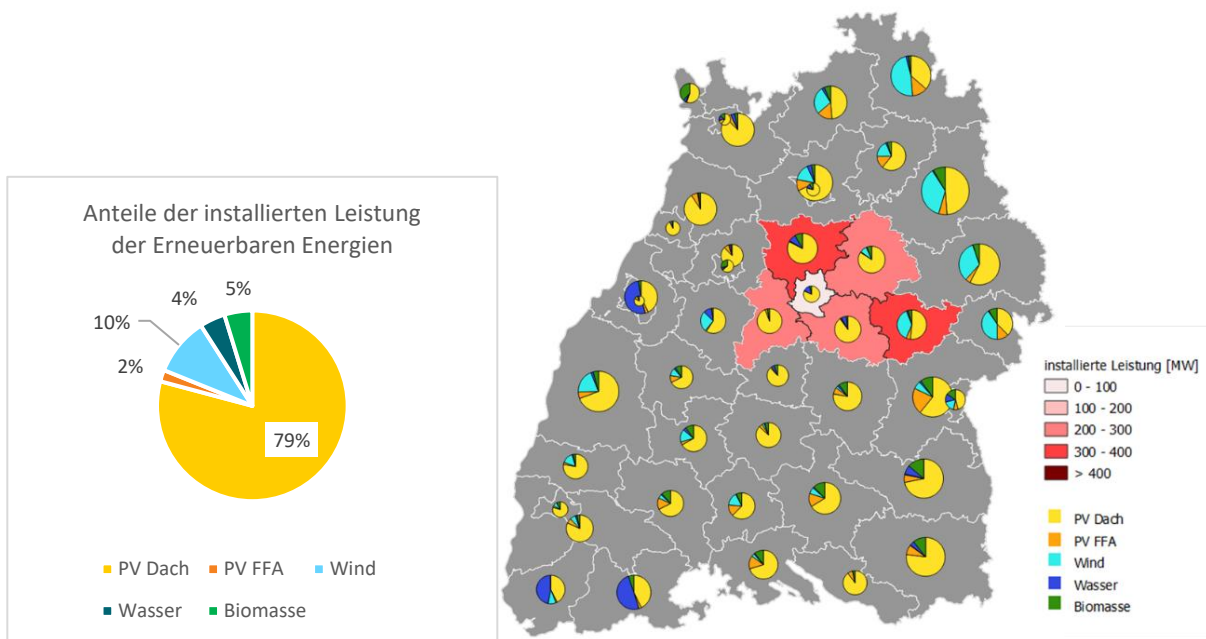 Anteile der installierten Leistung
der Erneuerbaren Energien
4%
5%
10%
2%
79%
PV Dach
PV FFA
Wind
Wasser
Biomasse
installierte Leistung [MW]
0 - 100
100 - 200
200 - 300
300 - 400
> 400
PV Dach
PV FFA
Wind
Wasser
Biomasse